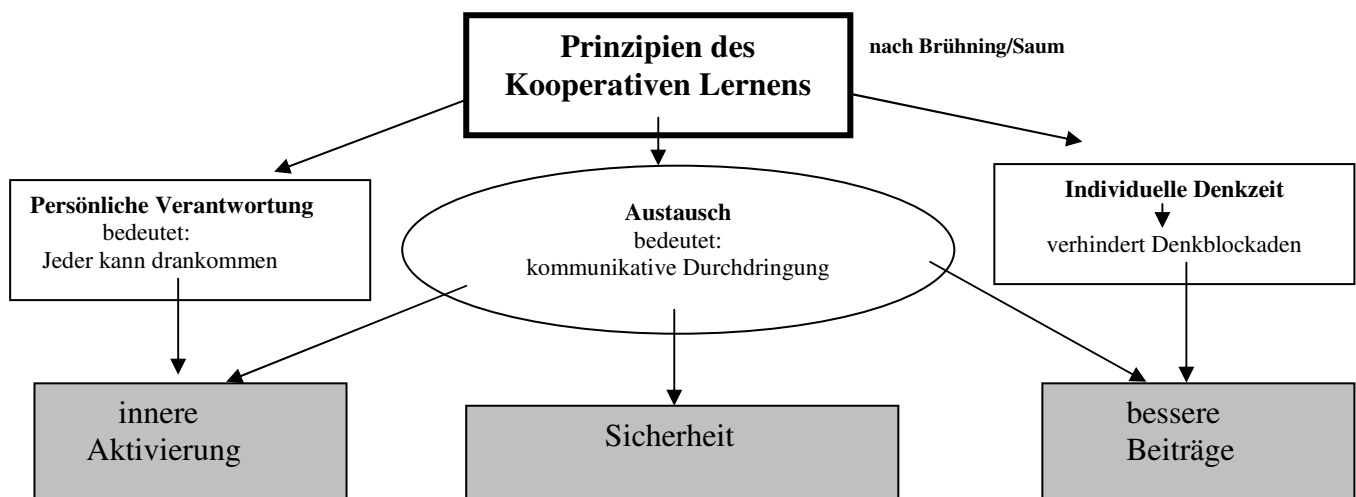 Prinzipien des
Kooperativen Lernens
nach Brühning/Saum
Persönliche Verantwortung
bedeutet:
Jeder kann drankommen
Austausch
bedeutet:
kommunikative Durchdringung
Individuelle Denkzeit
verhindert Denkblockaden
innere
Aktivierung
Sicherheit
bessere
Beiträge